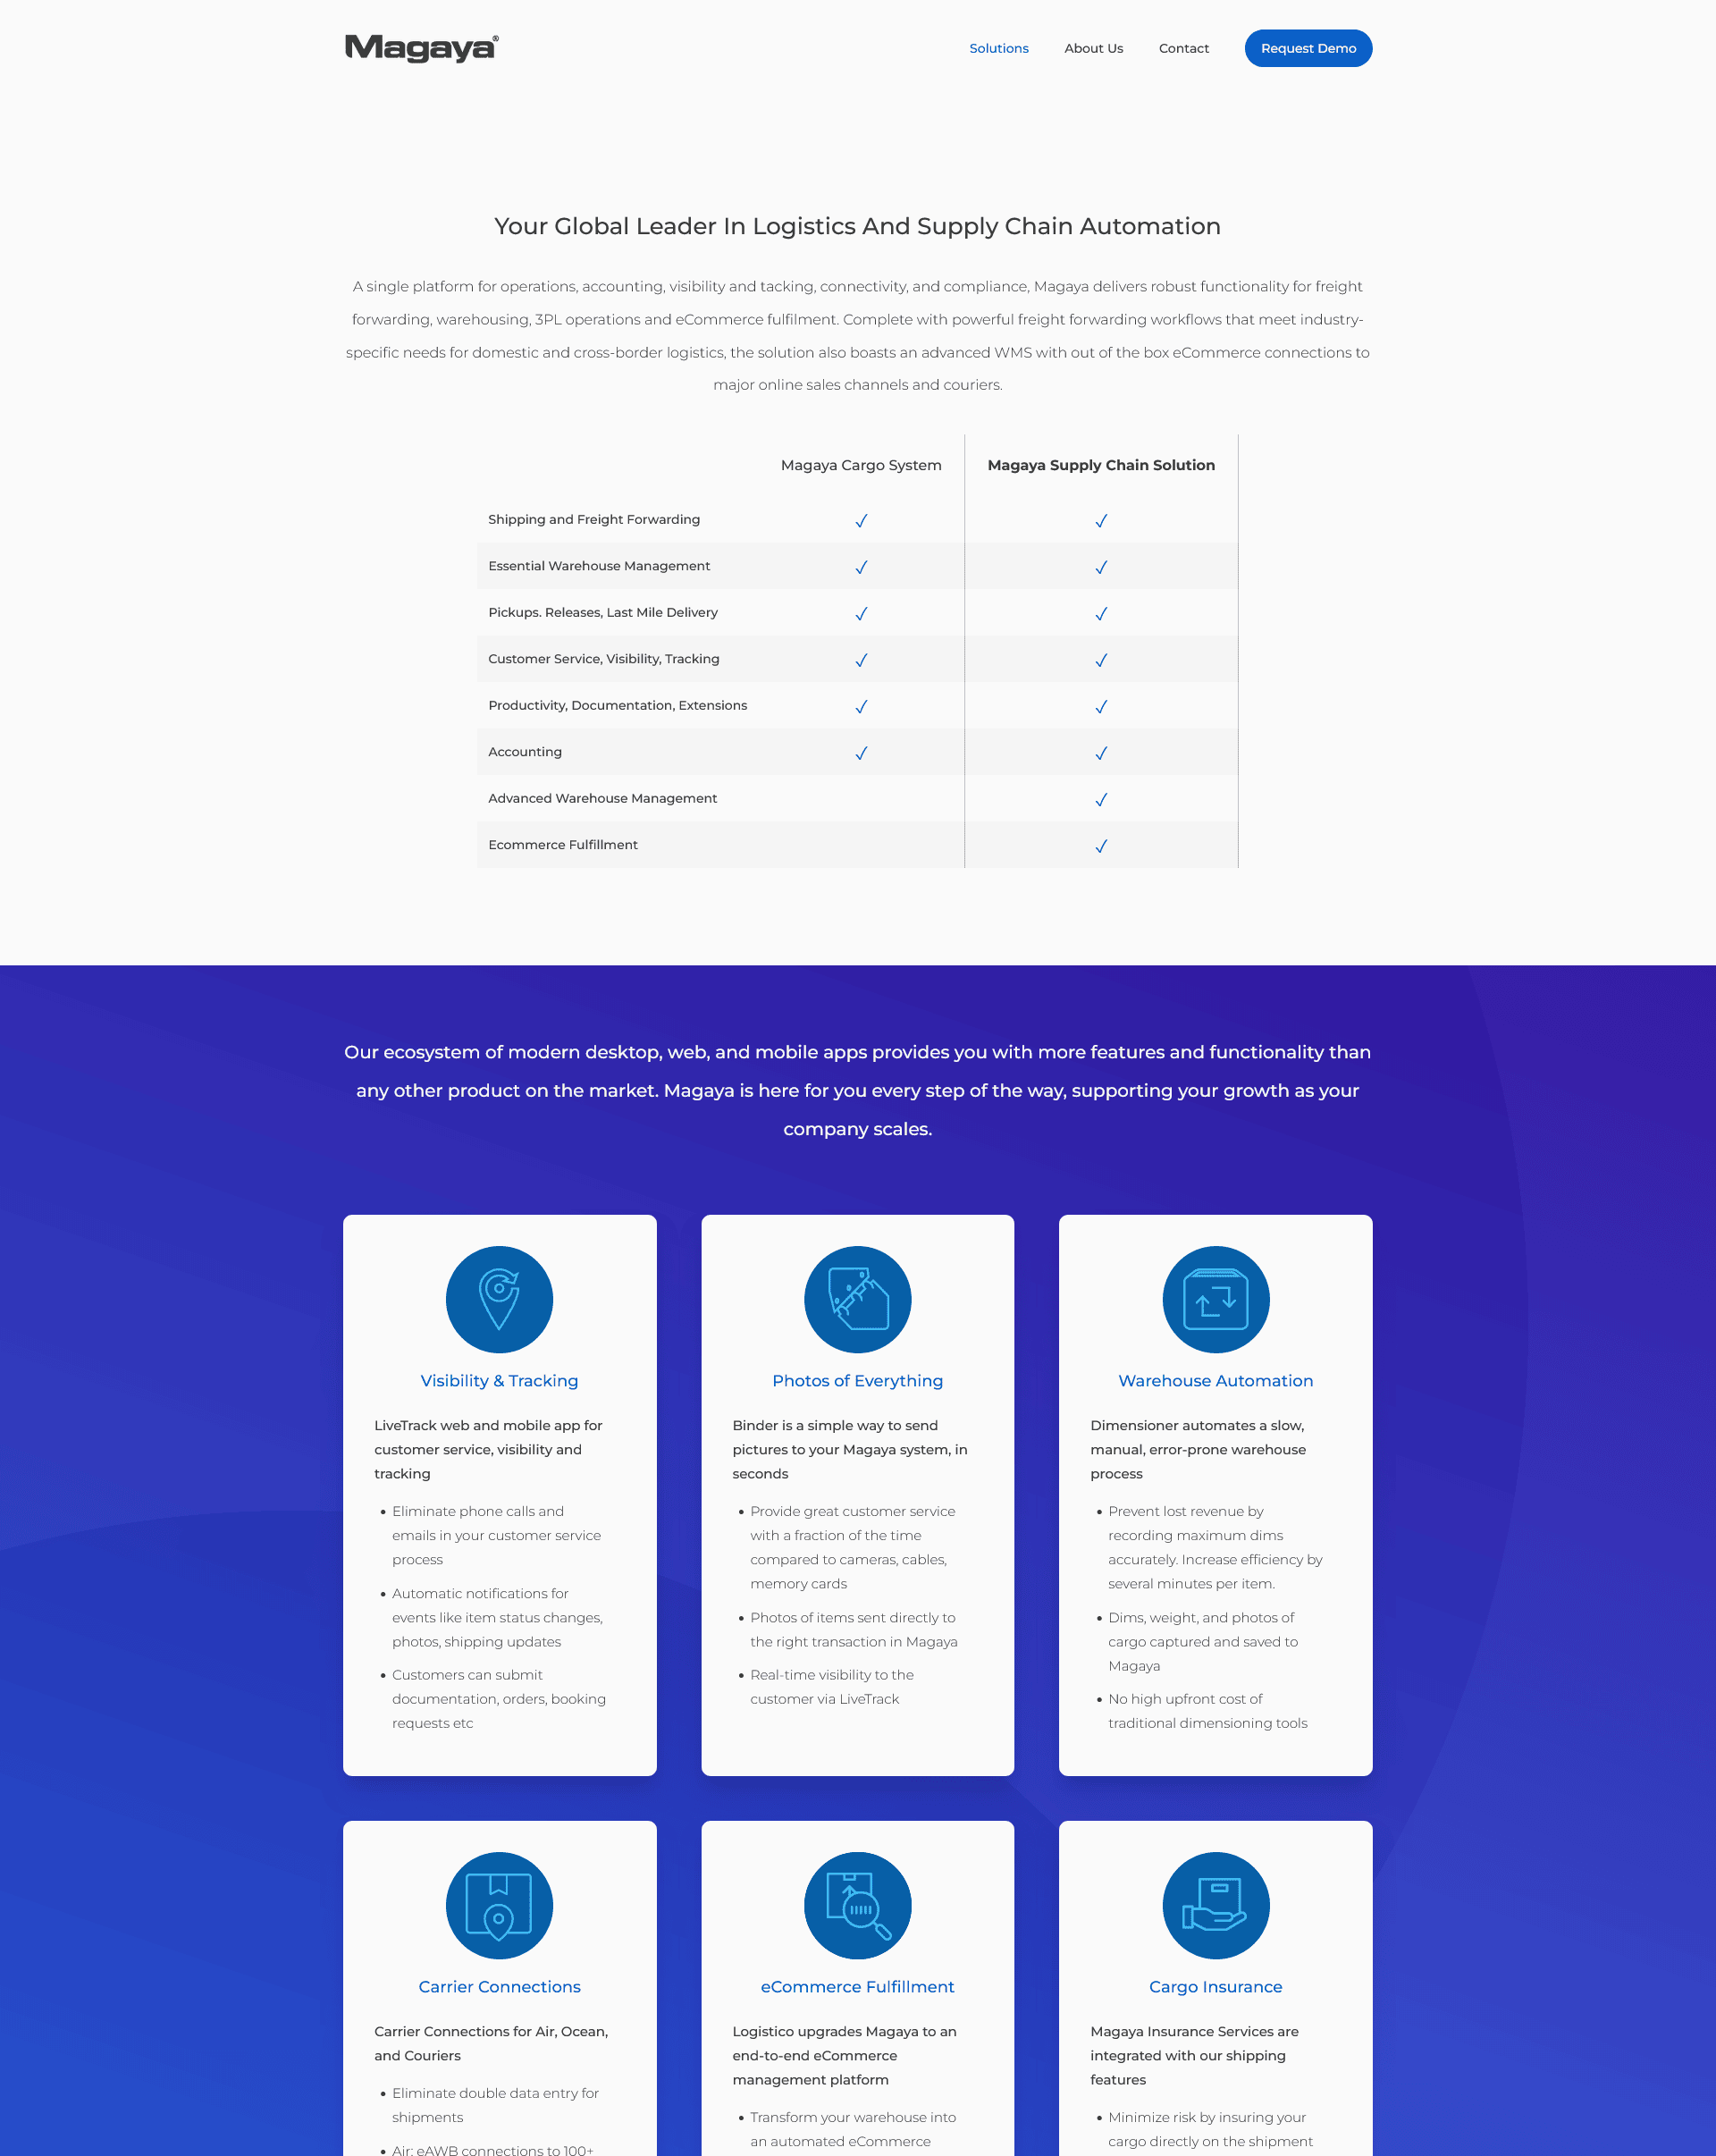 Magaya®
Solutions
About Us
Contact
Request Demo
Your Global Leader In Logistics And Supply Chain Automation
A single platform for operations, accounting, visibility and tacking, connectivity, and compliance, Magaya delivers robust functionality for freight
forwarding, warehousing, 3PL operations and eCommerce fulfilment. Complete with powerful freight forwarding workflows that meet industry-
specific needs for domestic and cross-border logistics, the solution also boasts an advanced WMS with out of the box eCommerce connections to
major online sales channels and couriers.
Magaya Cargo System
Magaya Supply Chain Solution
Shipping and Freight Forwarding ✓ ✓
Essential Warehouse Management ✓ ✓
Pickups. Releases, Last Mile Delivery ✓ ✓
Customer Service, Visibility, Tracking ✓ ✓
Productivity, Documentation, Extensions ✓ ✓
Accounting ✓ ✓
Advanced Warehouse Management ✓
Ecommerce Fulfillment ✓
Our ecosystem of modern desktop, web, and mobile apps provides you with more features and functionality than
any other product on the market. Magaya is here for you every step of the way, supporting your growth as your
company scales.
Visibility & Tracking
LiveTrack web and mobile app for
customer service, visibility and
tracking
• Eliminate phone calls and
emails in your customer service
process
• Automatic notifications for
events like item status changes,
photos, shipping updates
• Customers can submit
documentation, orders, booking
requests etc
Photos of Everything
Binder is a simple way to send
pictures to your Magaya system, in
seconds
• Provide great customer service
with a fraction of the time
compared to cameras, cables,
memory cards
• Photos of items sent directly to
the right transaction in Magaya
• Real-time visibility to the
customer via LiveTrack
Warehouse Automation
Dimensioner automates a slow,
manual, error-prone warehouse
process
• Prevent lost revenue by
recording maximum dims
accurately. Increase efficiency by
several minutes per item.
• Dims, weight, and photos of
cargo captured and saved to
Magaya
• No high upfront cost of
traditional dimensioning tools
Carrier Connections
Carrier Connections for Air, Ocean,
and Couriers
• Eliminate double data entry for
shipments
• Air: eAWB connections to 100+
eCommerce Fulfillment
Logistico upgrades Magaya to an
end-to-end eCommerce
management platform
• Transform your warehouse into
an automated eCommerce
Cargo Insurance
Magaya Insurance Services are
integrated with our shipping
features
• Minimize risk by insuring your
cargo directly on the shipment